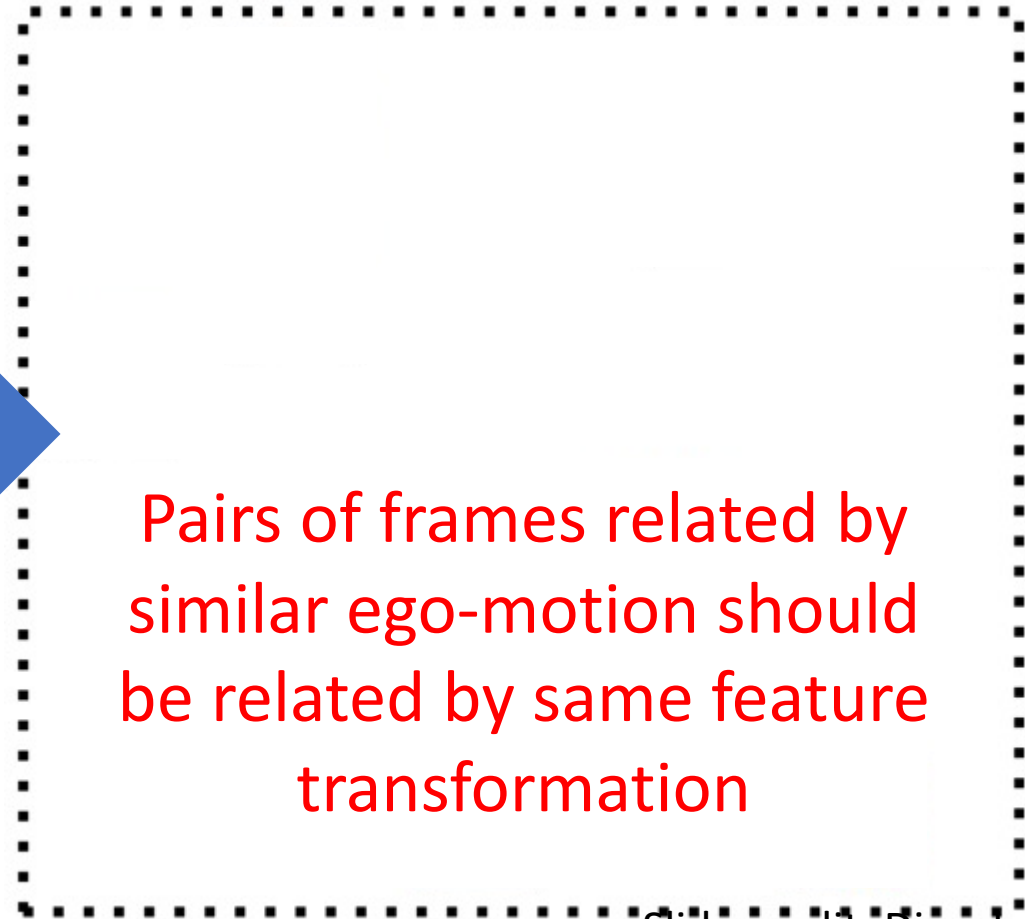 Pairs of frames related by
similar ego-motion should
be related by same feature
transformation